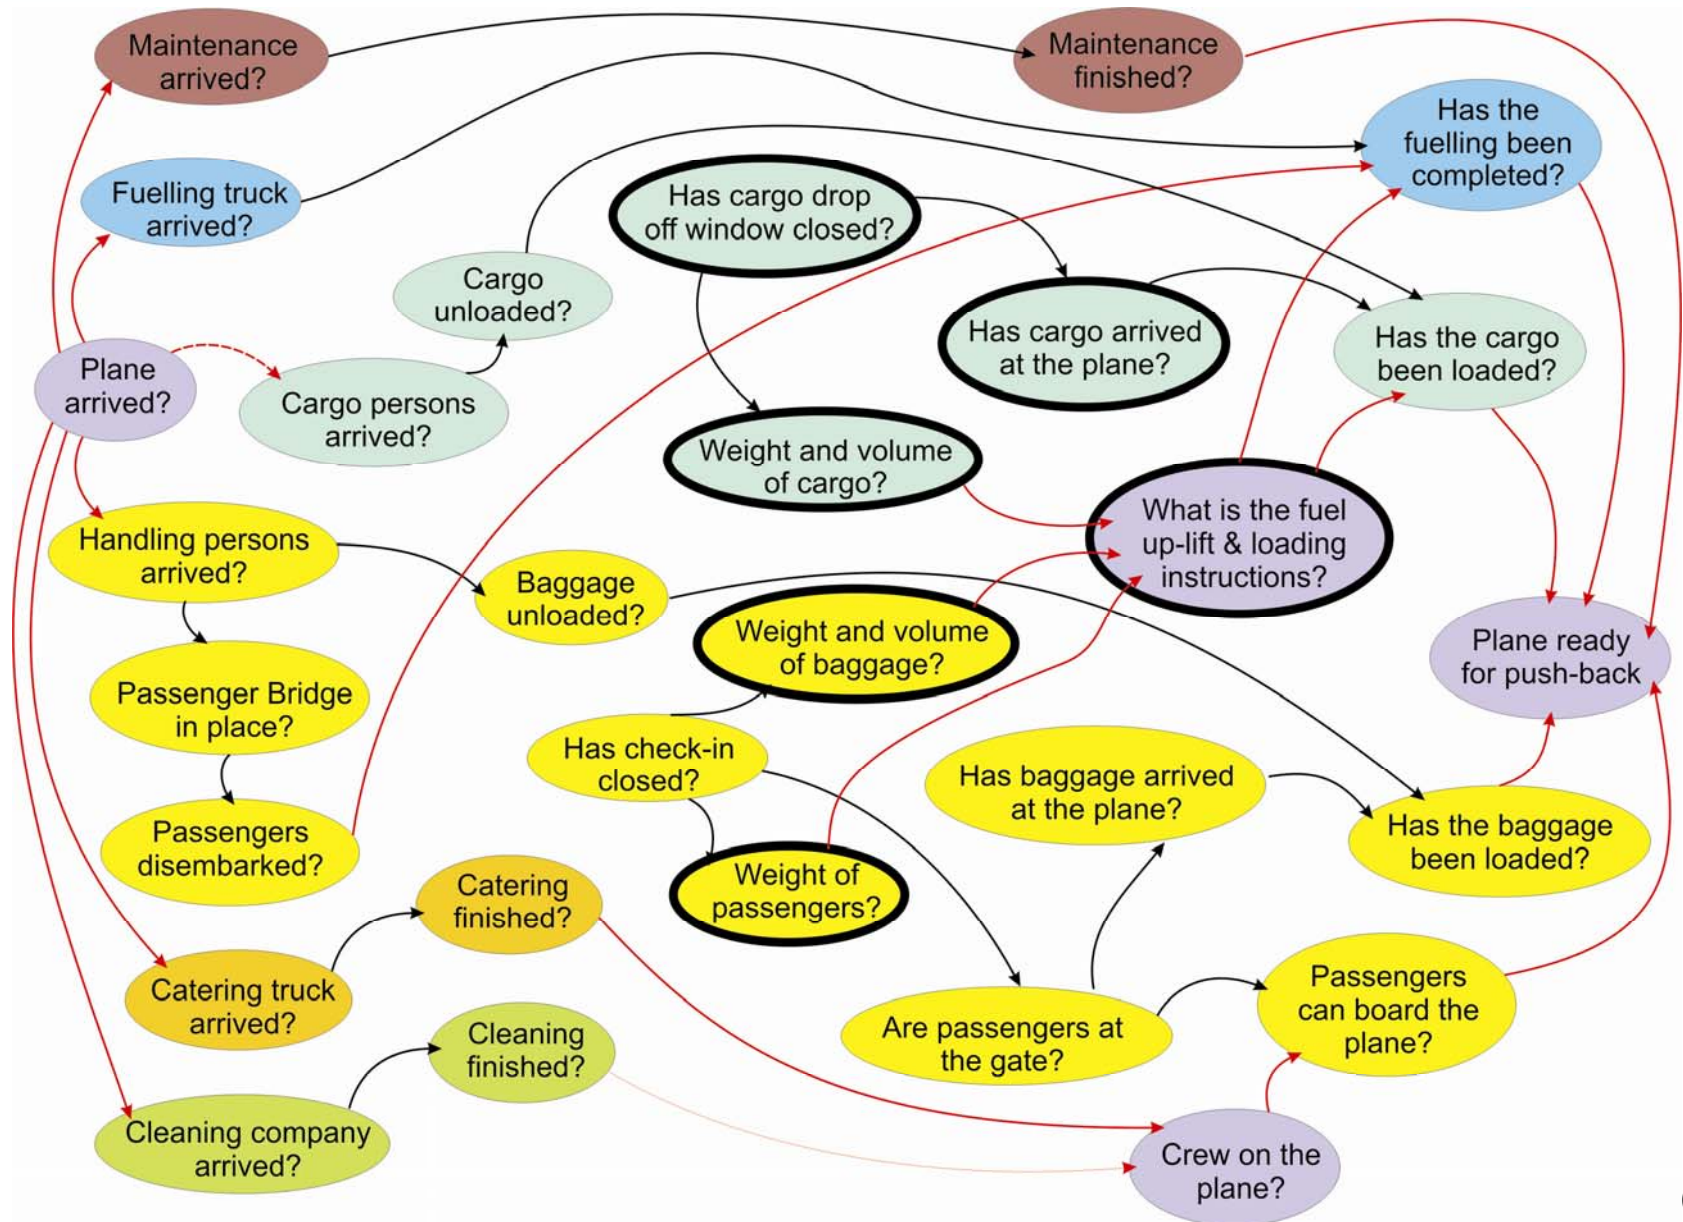 Maintenance
arrived?
Maintenance
finished?
Has the
fuelling been
completed?
Fuelling truck
arrived?
Has cargo drop
off window closed?
Cargo
unloaded?
Has cargo arrived
at the plane?
Has the cargo
been loaded?
Plane
arrived?
Cargo persons
arrived?
Weight and volume
of cargo?
What is the fuel
up-lift & loading
instructions?
Handling persons
arrived?
Baggage
unloaded?
Weight and volume
of baggage?
Plane ready
for push-back
Passenger Bridge
in place?
Has check-in
closed?
Has baggage arrived
at the plane?
Passengers
disembarked?
Has the baggage
been loaded?
Weight of
passengers?
Catering
finished?
Catering truck
arrived?
Passengers
can board the
plane?
Are passengers at
the gate?
Cleaning
finished?
Cleaning company
arrived?
Crew on the
plane?